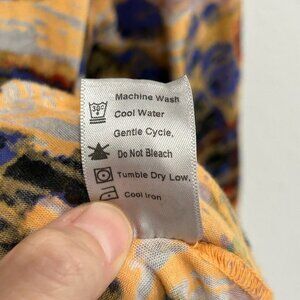 Machine Wash
Cool Water
Gentle Cycle,
Do Not Bleach
Tumble Dry Low,
Cool Iron